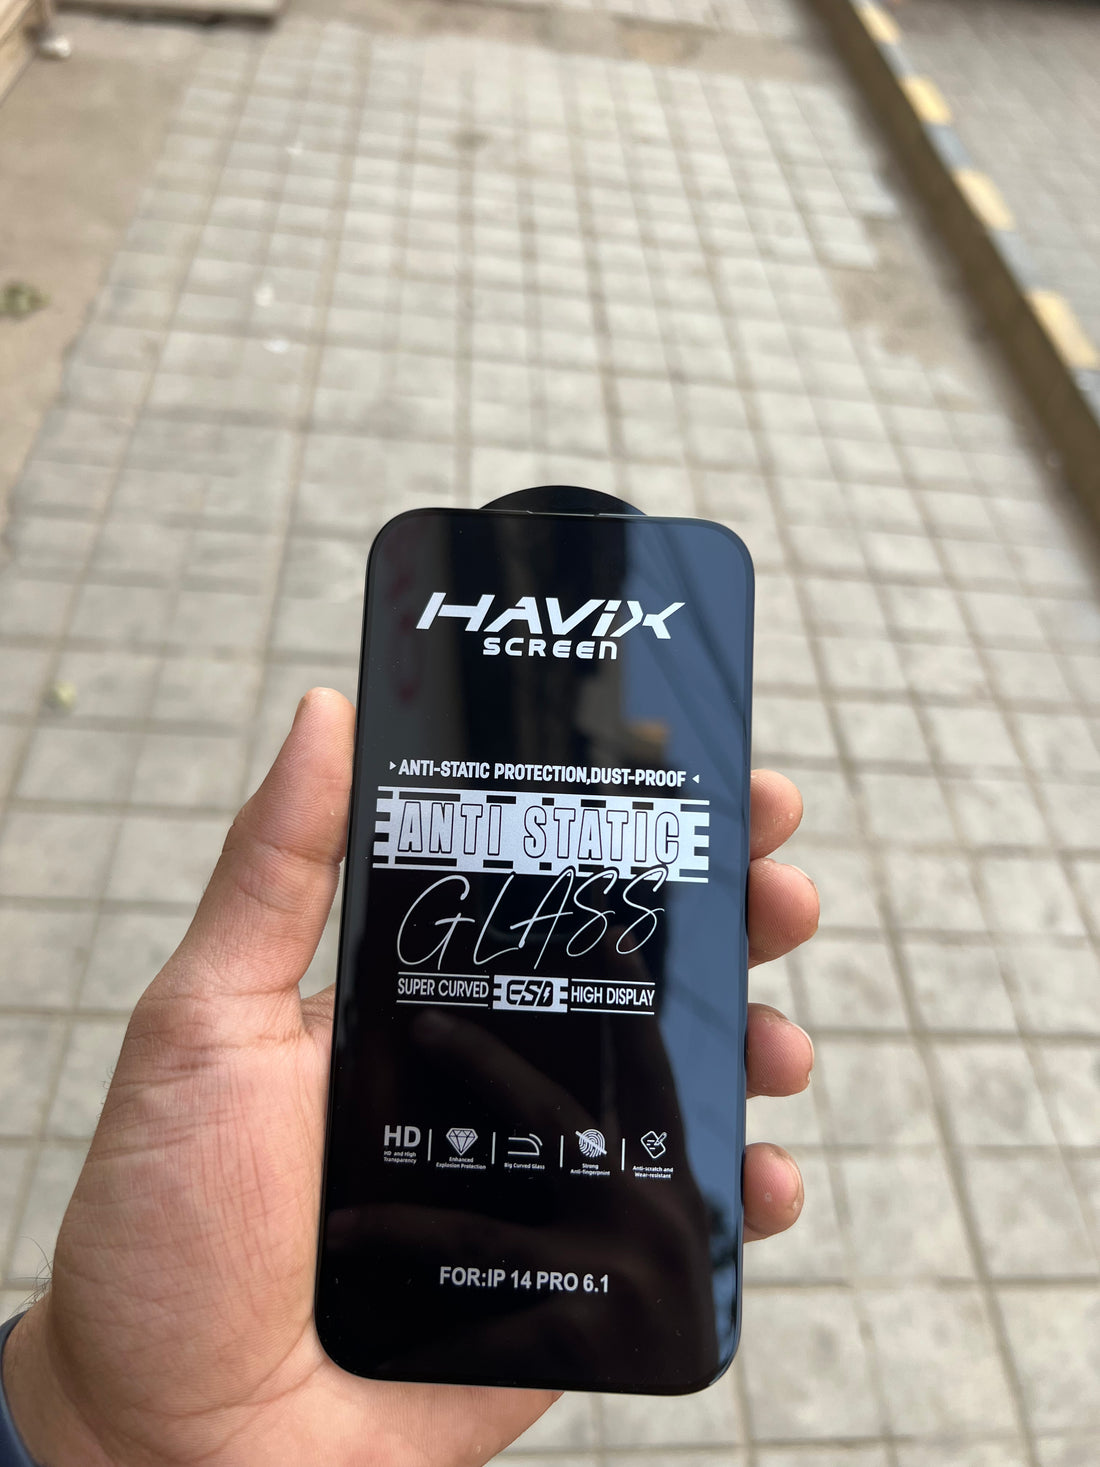 HAViX
SCREEN
ANTI-STATIC PROTECTION,DUST-PROOF
ANTI STATIC
GLASS
SUPER CURVED ESD HIGH DISPLAY
HD
HD and High
Transparency
Enhanced
Explosion Protection
Big Curved Glass
Strong
Anti-fingerprint
Anti-scratch and
Wear-resistant
FOR:IP 14 PRO 6.1